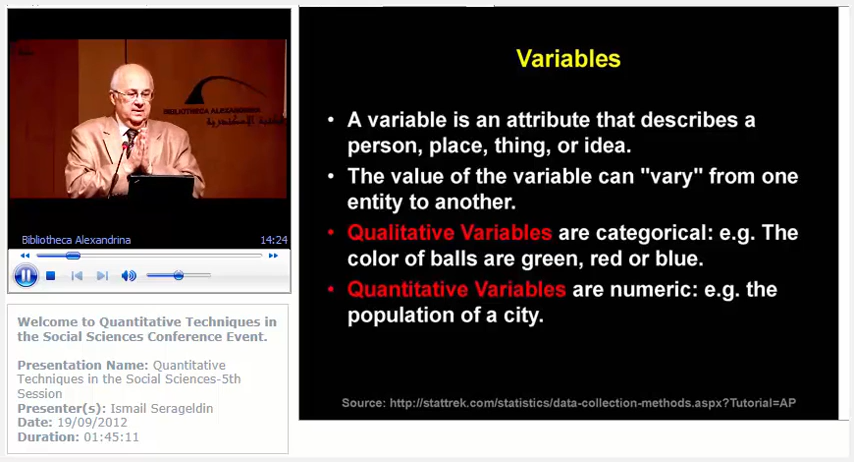 BIBLIOTHECA ALEXANDRINA
Bibliotheca Alexandrina 14:24
Welcome to Quantitative Techniques in
the Social Sciences Conference Event.
Presentation Name: Quantitative
Techniques in the Social Sciences-5th
Session
Presenter(s): Ismail Serageldin
Date: 19/09/2012
Duration: 01:45:11
Variables
• A variable is an attribute that describes a
person, place, thing, or idea.
• The value of the variable can "vary" from one
entity to another.
• Qualitative Variables are categorical: e.g. The
color of balls are green, red or blue.
• Quantitative Variables are numeric: e.g. the
population of a city.
Source: http://stattrek.com/statistics/data-collection-methods.aspx?Tutorial=AP